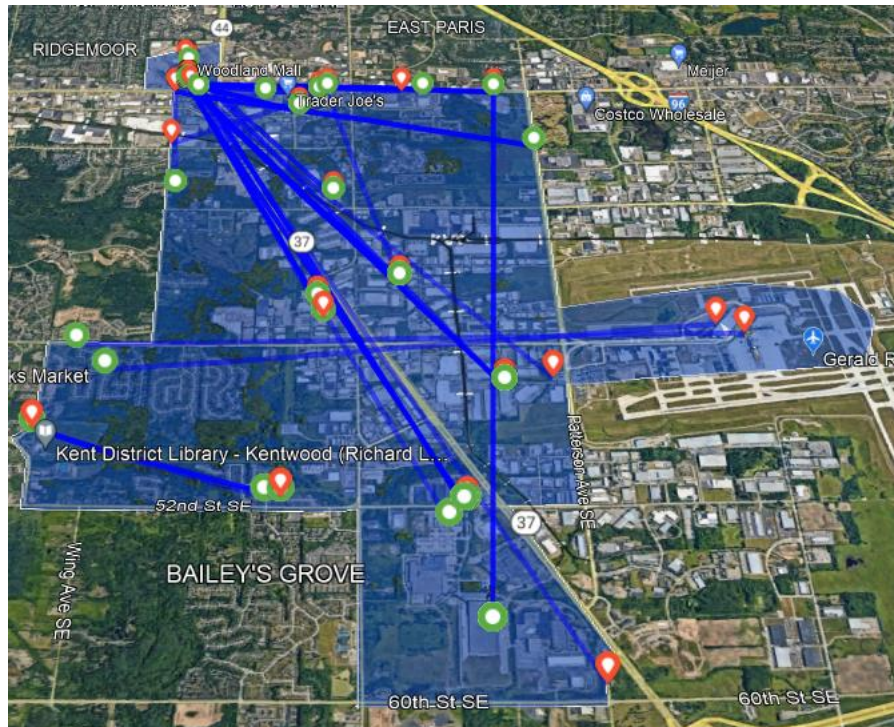 44
EAST PARIS
RIDGEMOOR
Woodland Mall
Meijer
Trader Joe's
96
Costco Wholesale
37
Gerald R
ks Market
Kent District Library - Kentwood (Richard L...
Patterson Ave SE
52nd St SE
37
Wing Ave SE
BAILEY'S GROVE
60th St SE
60th St SE